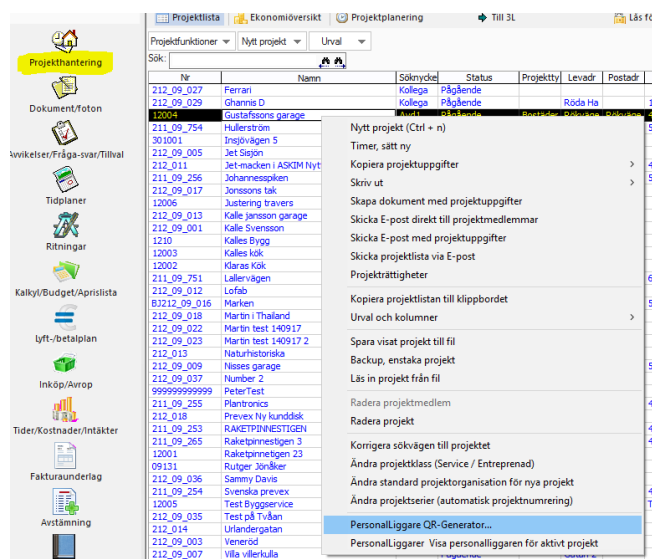 Projektlista Ekonomiöversikt Projektplanering Till 3L Lås fö
Projektfunktioner Nytt projekt Urval
Sök:
Nr Namn Söknycke Status Projektty Levadr Postadr
212_09_027 Ferrari Kollega Pågående
212_09_029 Ghannis D Kollega Pågående Röda Ha
12004 Gustafssons garage Pågående Bostäder Rökväge Rökväge
211_09_754 Hullerström
301001 Insjövägen 5
212_09_005 Jet Sisjön
212_011 Jet-macken i ASKIM Nyt
211_09_256 Johannesspiken
212_09_017 Jonssons tak
12006 Justering travers
212_09_013 Kalle jansson garage
212_09_001 Kalle Svensson
1210 Kalles Bygg
12003 Kalles kök
12002 Klaras Kök
211_09_751 Lallervägen
212_09_012 Lofab
BJ212_09_016 Marken
212_09_018 Martin i Thailand
212_09_022 Martin test 140917
212_09_023 Martin test 140917 2
212_013 Naturhistoriska
212_09_009 Nisses garage
212_09_037 Number 2
999999999999 PeterTest
211_09_255 Plantronics
212_018 Prevex Ny kunddisk
211_09_253 RAKETPINNESTIGEN
211_09_265 Raketpinnestigen 3
12001 Raketpinnetigen 23
09131 Rutger Jönåker
212_09_036 Sammy Davis
211_09_254 Svenska prevex
12005 Test Byggservice
212_09_035 Test på Tvåan
212_014 Urlandergatan
212_09_003 Veneröd
212_09_007 Villa villerkulla
Nytt projekt (Ctrl + n)
Timer, sätt ny
Kopiera projektuppgifter
Skriv ut
Skapa dokument med projektuppgifter
Skicka E-post direkt till projektmedlemmar
Skicka E-post med projektuppgifter
Skicka projektlista via E-post
Projekträttigheter
Kopiera projektlistan till klippbordet
Urval och kolumner
Spara visat projekt till fil
Backup, enstaka projekt
Läs in projekt från fil
Radera projektmedlem
Radera projekt
Korrigera sökvägen till projektet
Ändra projektklass (Service / Entreprenad)
Ändra standard projektorganisation för nya projekt
Ändra projektserier (automatisk projektnumrering)
PersonalLiggare QR-Generator...
PersonalLiggarer Visa personalliggaren för aktivt projekt
Projekthantering
Dokument/foton
Avvikelser/Fråga-svar/Tillval
Tidplaner
Ritningar
Kalkyl/Budget/Aprislista
Lyft-/betalplan
Inköp/Avrop
Tider/Kostnader/Intäkter
Fakturaunderlag
Avstämning